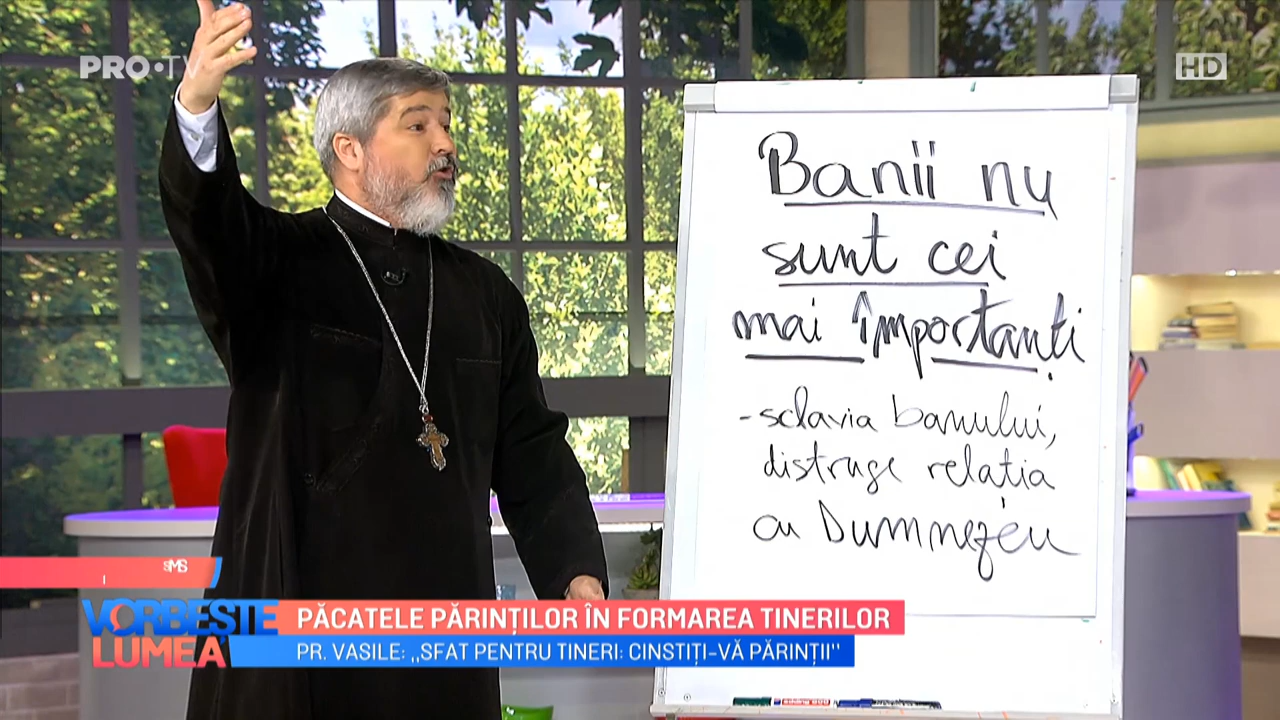 PRO•TV
HD
Banii nu
sunt cei
mai importanți
-sclavia banului,
distruge relația
cu Dumnezeu
SMS
VORBEȘTE
LUMEA
PĂCATELE PĂRINȚILOR ÎN FORMAREA TINERILOR
PR. VASILE: „SFAT PENTRU TINERI: CINSTIȚI-VĂ PĂRINȚII"